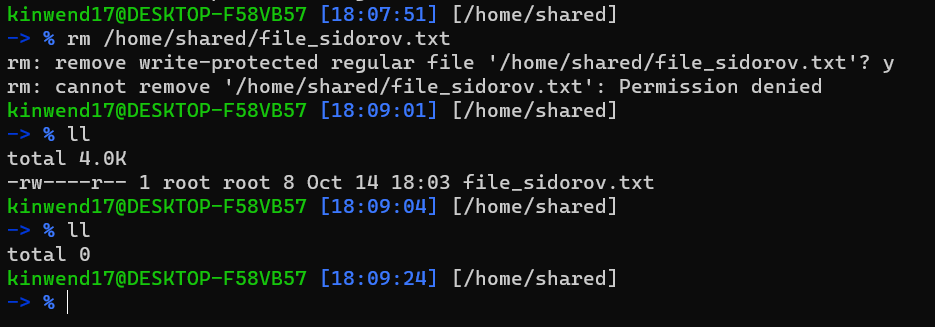 kinwend17@DESKTOP-F58VB57 [18:07:51] [/home/shared]
-> % rm /home/shared/file_sidorov.txt
rm: remove write-protected regular file '/home/shared/file_sidorov.txt'? y
rm: cannot remove '/home/shared/file_sidorov.txt': Permission denied
kinwend17@DESKTOP-F58VB57 [18:09:01] [/home/shared]
-> % ll
total 4.0K
-rw----r-- 1 root root 8 Oct 14 18:03 file_sidorov.txt
kinwend17@DESKTOP-F58VB57 [18:09:04] [/home/shared]
-> % ll
total 0
kinwend17@DESKTOP-F58VB57 [18:09:24] [/home/shared]
-> %